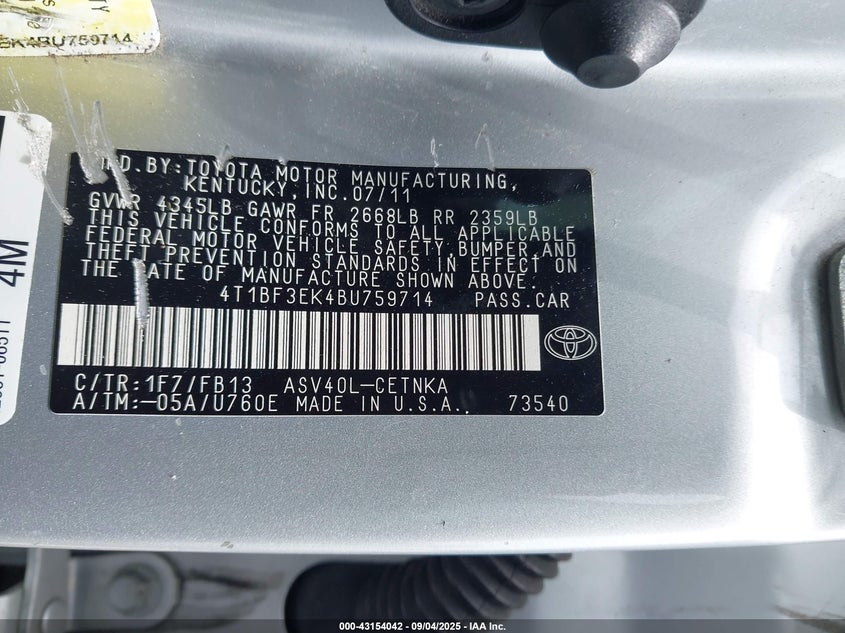 BK4BU759714
4M
MFD.BY:TOYOTA MOTOR MANUFACTURING,
KENTUCKY, INC.07/11
GVWR 4345LB GAWR FR 2668LB RR 2359LB
THIS VEHICLE CONFORMS TO ALL APPLICABLE
FEDERAL MOTOR VEHICLE SAFETY, BUMPER, AND
THEFT PREVENTION STANDARDS IN EFFECT ON
THE DATE OF MANUFACTURE SHOWN ABOVE.
4T1BF3EK4BU759714 PASS.CAR
C/TR:1F7/FB13 ASV40L-CETNKA
A/TM:-05A/U760E MADE IN U.S.A. 73540
000-43154042 - 09/04/2025 - IAA Inc.